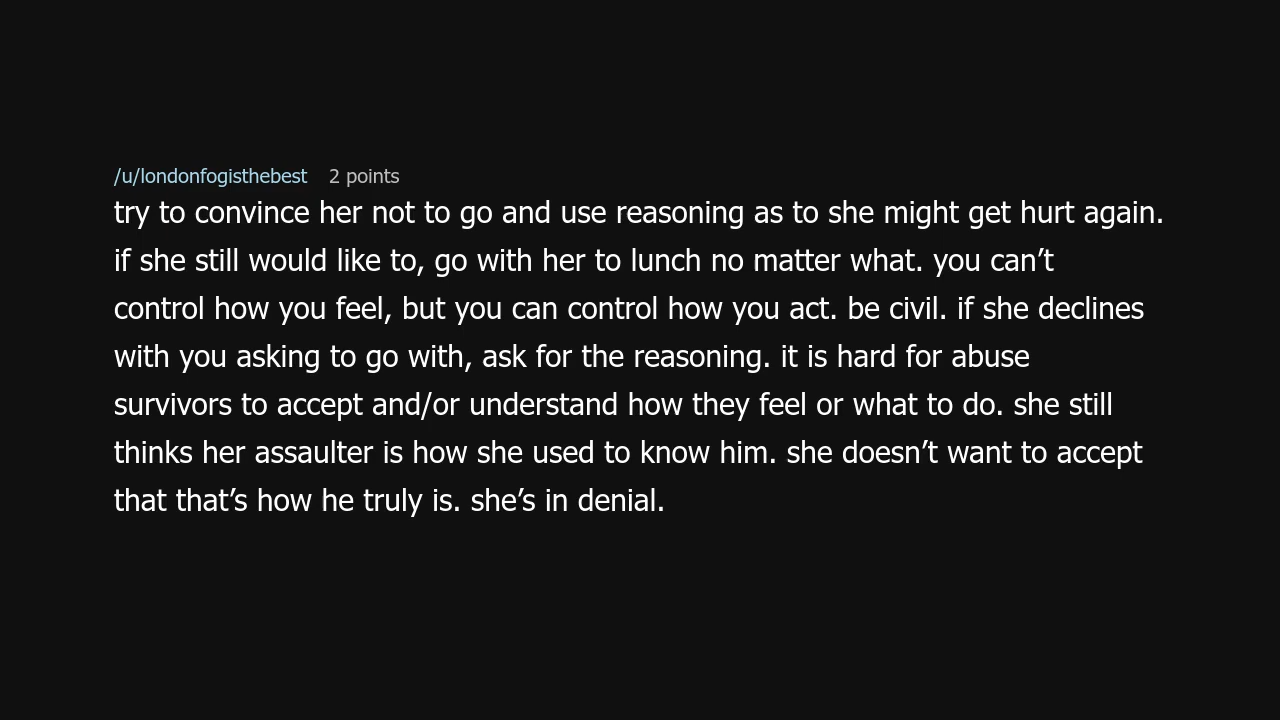 /u/londonfogisthebest 2 points
try to convince her not to go and use reasoning as to she might get hurt again.
if she still would like to, go with her to lunch no matter what. you can’t
control how you feel, but you can control how you act. be civil. if she declines
with you asking to go with, ask for the reasoning. it is hard for abuse
survivors to accept and/or understand how they feel or what to do. she still
thinks her assaulter is how she used to know him. she doesn’t want to accept
that that’s how he truly is. she’s in denial.